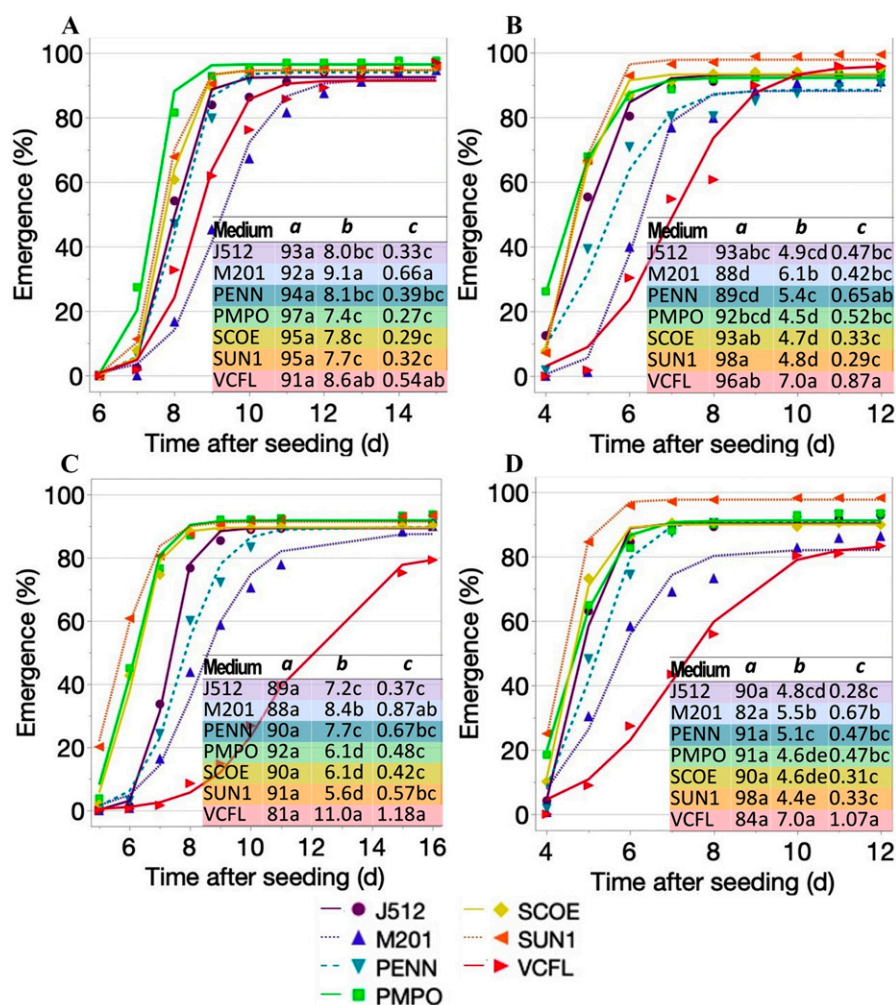 A
Emergence (%)
100
80
60
40
20
0
Medium a b c
J512 93a 8.0bc 0.33c
M201 92a 9.1a 0.66a
PENN 94a 8.1bc 0.39bc
PMPO 97a 7.4c 0.27c
SCOE 95a 7.8c 0.29c
SUN1 95a 7.7c 0.32c
VCFL 91a 8.6ab 0.54ab
6 8 10 12 14
Time after seeding (d)
B
Emergence (%)
100
80
60
40
20
0
Medium a b c
J512 93abc 4.9cd 0.47bc
M201 88d 6.1b 0.42bc
PENN 89cd 5.4c 0.65ab
PMPO 92bcd 4.5d 0.52bc
SCOE 93ab 4.7d 0.33c
SUN1 98a 4.8d 0.29c
VCFL 96ab 7.0a 0.87a
4 6 8 10 12
Time after seeding (d)
C
Emergence (%)
100
80
60
40
20
0
Medium a b c
J512 89a 7.2c 0.37c
M201 88a 8.4b 0.87ab
PENN 90a 7.7c 0.67bc
PMPO 92a 6.1d 0.48c
SCOE 90a 6.1d 0.42c
SUN1 91a 5.6d 0.57bc
VCFL 81a 11.0a 1.18a
6 8 10 12 14 16
Time after seeding (d)
D
Emergence (%)
100
80
60
40
20
0
Medium a b c
J512 90a 4.8cd 0.28c
M201 82a 5.5b 0.67b
PENN 91a 5.1c 0.47bc
PMPO 91a 4.6de 0.47bc
SCOE 90a 4.6de 0.31c
SUN1 98a 4.4e 0.33c
VCFL 84a 7.0a 1.07a
4 6 8 10 12
Time after seeding (d)
J512
M201
PENN
PMPO
SCOE
SUN1
VCFL